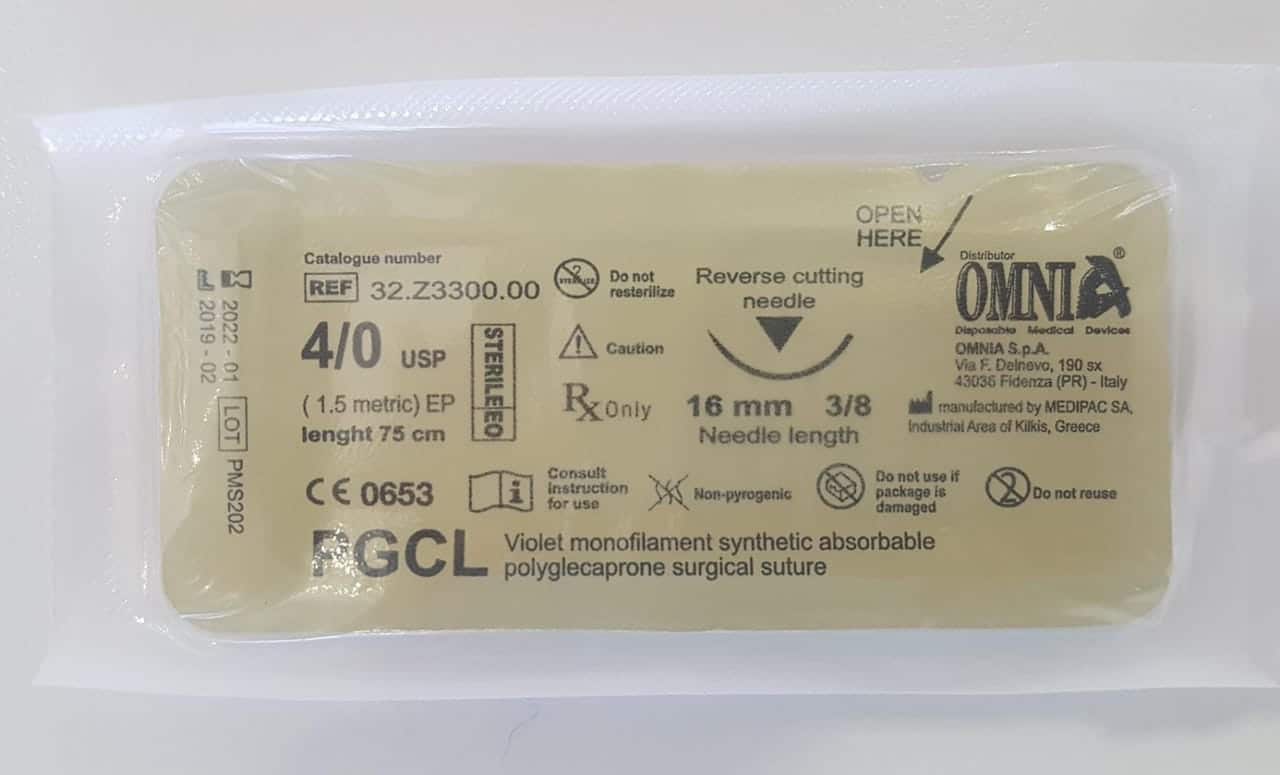 2022 - 01
2019 - 02
LOT PMS202
Catalogue number
REF 32.Z3300.00
4/0 USP
( 1.5 metric) EP
lenght 75 cm
STERILE EO
2
STERILIZE
Do not
resterilize
Caution
Rx Only
Reverse cutting
needle
16 mm 3/8
Needle length
OPEN
HERE
Distributor
OMNIA®
Disposable Medical Devices
OMNIA S.p.A.
Via F. Delnevo, 190 sx
43036 Fidenza (PR) - Italy
manufactured by MEDIPAC SA,
Industrial Area of Kilkis, Greece
CE 0653
i
Consult
instruction
for use
Non-pyrogenic
Do not use if
package is
damaged
2
Do not reuse
PGCL
Violet monofilament synthetic absorbable
polyglecaprone surgical suture